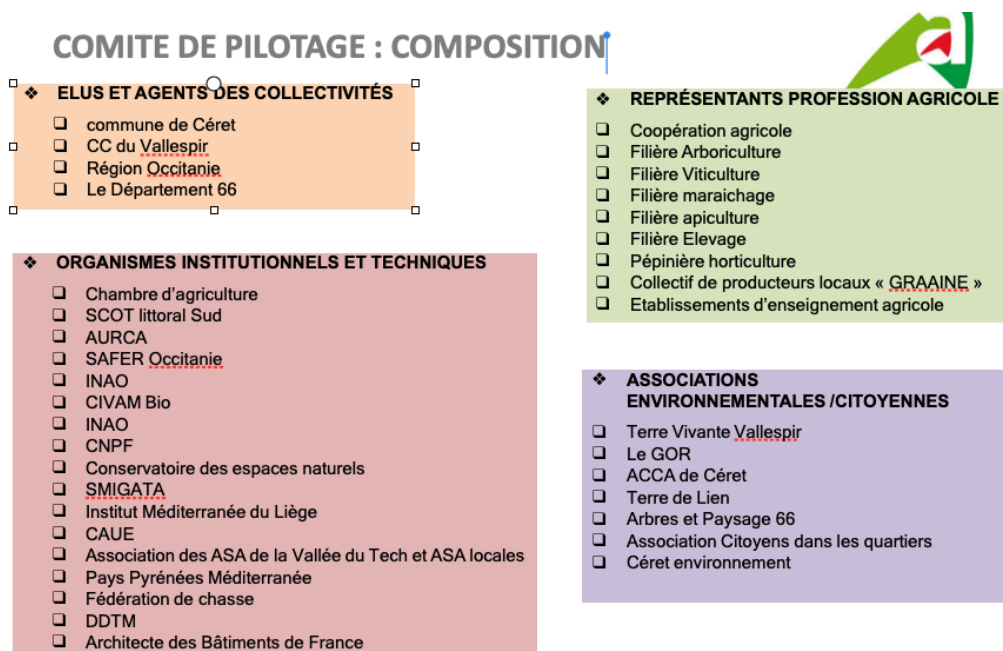 COMITE DE PILOTAGE : COMPOSITION
❖ ELUS ET AGENTS DES COLLECTIVITÉS
❑ commune de Céret
❑ CC du Vallespir
❑ Région Occitanie
❑ Le Département 66
❖ ORGANISMES INSTITUTIONNELS ET TECHNIQUES
❑ Chambre d'agriculture
❑ SCOT littoral Sud
❑ AURCA
❑ SAFER Occitanie
❑ INAO
❑ CIVAM Bio
❑ INAO
❑ CNPF
❑ Conservatoire des espaces naturels
❑ SMIGATA
❑ Institut Méditerranée du Liège
❑ CAUE
❑ Association des ASA de la Vallée du Tech et ASA locales
❑ Pays Pyrénées Méditerranée
❑ Fédération de chasse
❑ DDTM
❑ Architecte des Bâtiments de France
❖ REPRÉSENTANTS PROFESSION AGRICOLE
❑ Coopération agricole
❑ Filière Arboriculture
❑ Filière Viticulture
❑ Filière maraichage
❑ Filière apiculture
❑ Filière Elevage
❑ Pépinière horticulture
❑ Collectif de producteurs locaux « GRAAINE »
❑ Etablissements d'enseignement agricole
❖ ASSOCIATIONS
ENVIRONNEMENTALES /CITOYENNES
❑ Terre Vivante Vallespir
❑ Le GOR
❑ ACCA de Céret
❑ Terre de Lien
❑ Arbres et Paysage 66
❑ Association Citoyens dans les quartiers
❑ Céret environnement